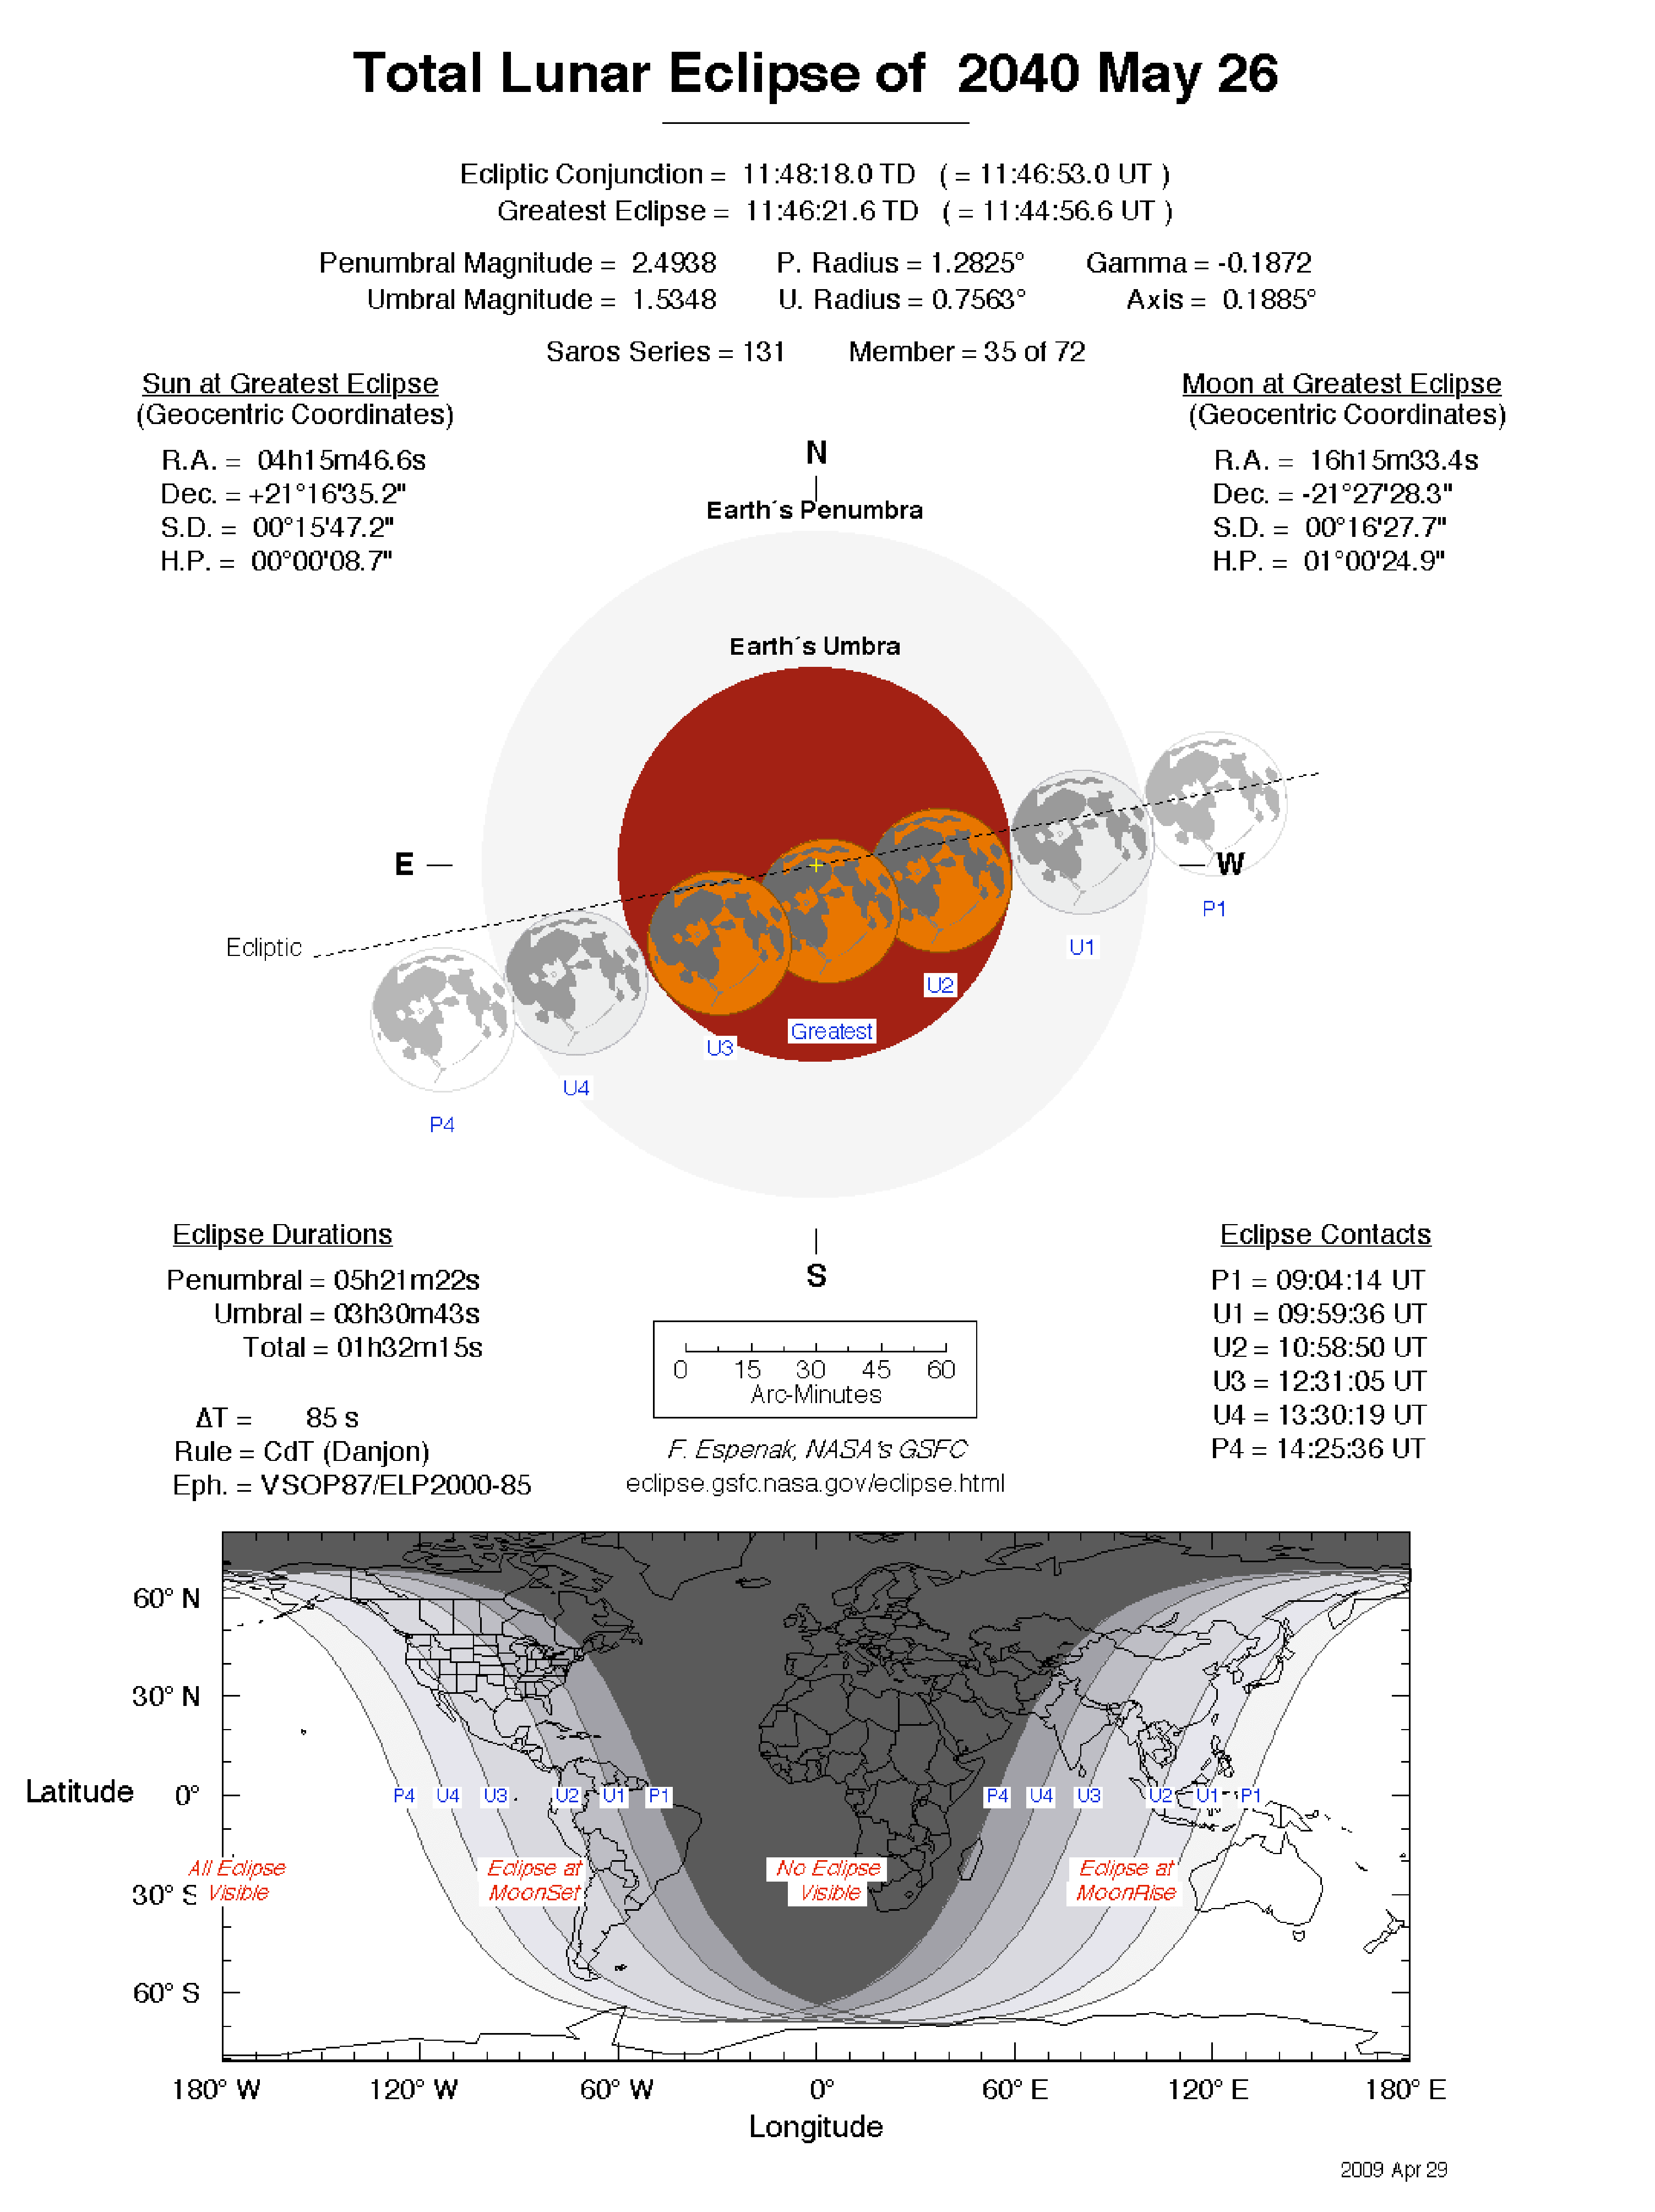 Total Lunar Eclipse of 2040 May 26
Ecliptic Conjunction = 11:48:18.0 TD ( = 11:46:53.0 UT )
Greatest Eclipse = 11:46:21.6 TD ( = 11:44:56.6 UT )
Penumbral Magnitude = 2.4938 P. Radius = 1.2825° Gamma = -0.1872
Umbral Magnitude = 1.5348 U. Radius = 0.7563° Axis = 0.1885°
Saros Series = 131 Member = 35 of 72
Sun at Greatest Eclipse
(Geocentric Coordinates)
R.A. = 04h15m46.6s
Dec. = +21°16'35.2"
S.D. = 00°15'47.2"
H.P. = 00°00'08.7"
Moon at Greatest Eclipse
(Geocentric Coordinates)
R.A. = 16h15m33.4s
Dec. = -21°27'28.3"
S.D. = 00°16'27.7"
H.P. = 01°00'24.9"
N
Earth´s Penumbra
Earth´s Umbra
E
W
P1
Ecliptic
U1
U2
Greatest
U3
U4
P4
S
Eclipse Durations
Penumbral = 05h21m22s
Umbral = 03h30m43s
Total = 01h32m15s
ΔT = 85 s
Rule = CdT (Danjon)
Eph. = VSOP87/ELP2000-85
0 15 30 45 60
Arc-Minutes
F. Espenak, NASA's GSFC
eclipse.gsfc.nasa.gov/eclipse.html
Eclipse Contacts
P1 = 09:04:14 UT
U1 = 09:59:36 UT
U2 = 10:58:50 UT
U3 = 12:31:05 UT
U4 = 13:30:19 UT
P4 = 14:25:36 UT
60° N
30° N
Latitude 0°
30° S
60° S
P4 U4 U3 U2 U1 P1 P4 U4 U3 U2 U1 P1
All Eclipse
Visible
Eclipse at
MoonSet
No Eclipse
Visible
Eclipse at
MoonRise
180° W 120° W 60° W 0° 60° E 120° E 180° E
Longitude
2009 Apr 29